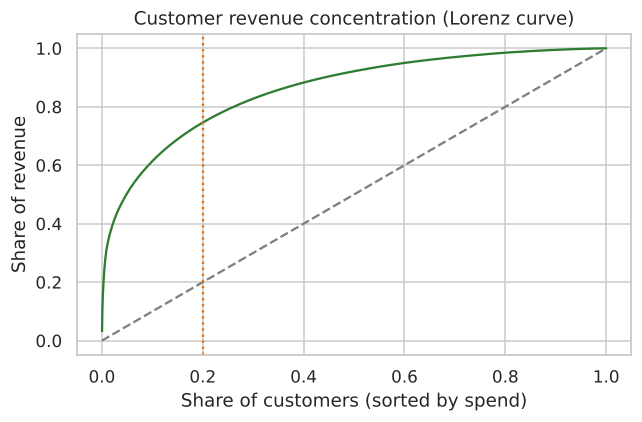 Customer revenue concentration (Lorenz curve)
Share of revenue
1.0
0.8
0.6
0.4
0.2
0.0
0.0 0.2 0.4 0.6 0.8 1.0
Share of customers (sorted by spend)